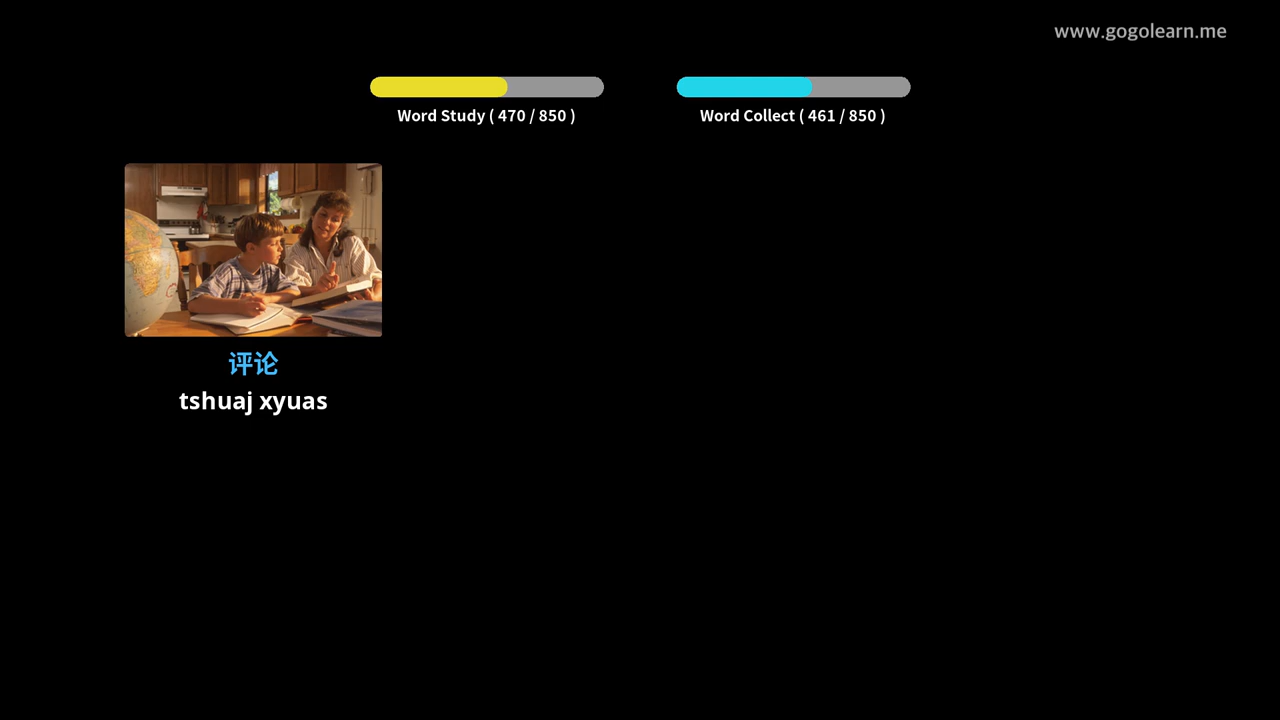 www.gogolearn.me
Word Study ( 470 / 850 )
Word Collect ( 461 / 850 )
评论
tshuaj xyuas